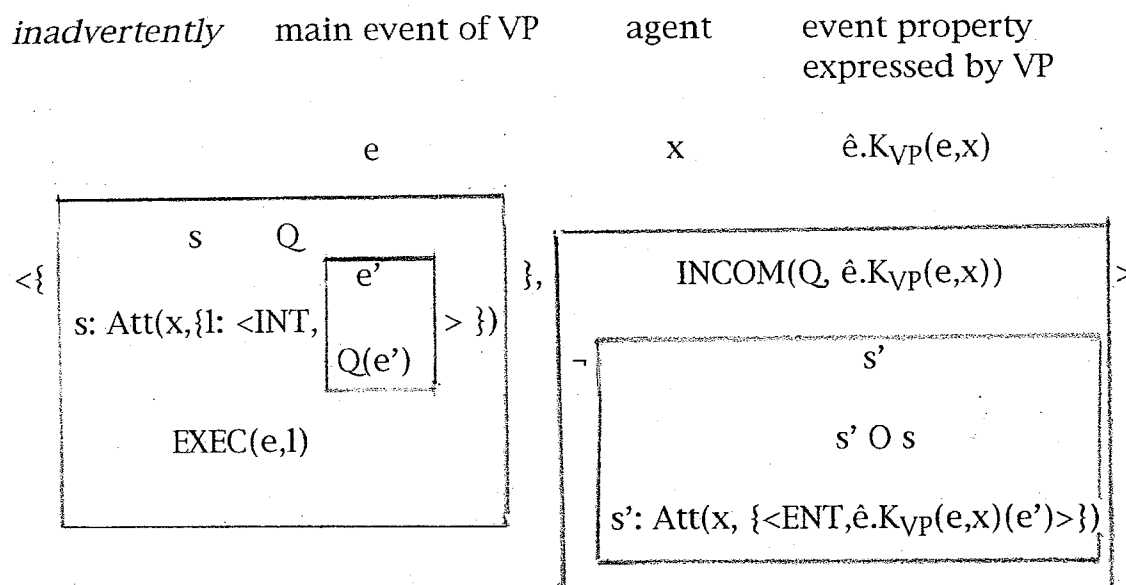 inadvertently main event of VP agent event property
expressed by VP
e x ê.K_VP(e,x)
s Q
<{ e' }, INCOM(Q, ê.K_VP(e,x)) >
s: Att(x,{l: <INT, > })
Q(e') ¬ s'
EXEC(e,l) s' O s
s': Att(x, {<ENT,ê.K_VP(e,x)(e')>})